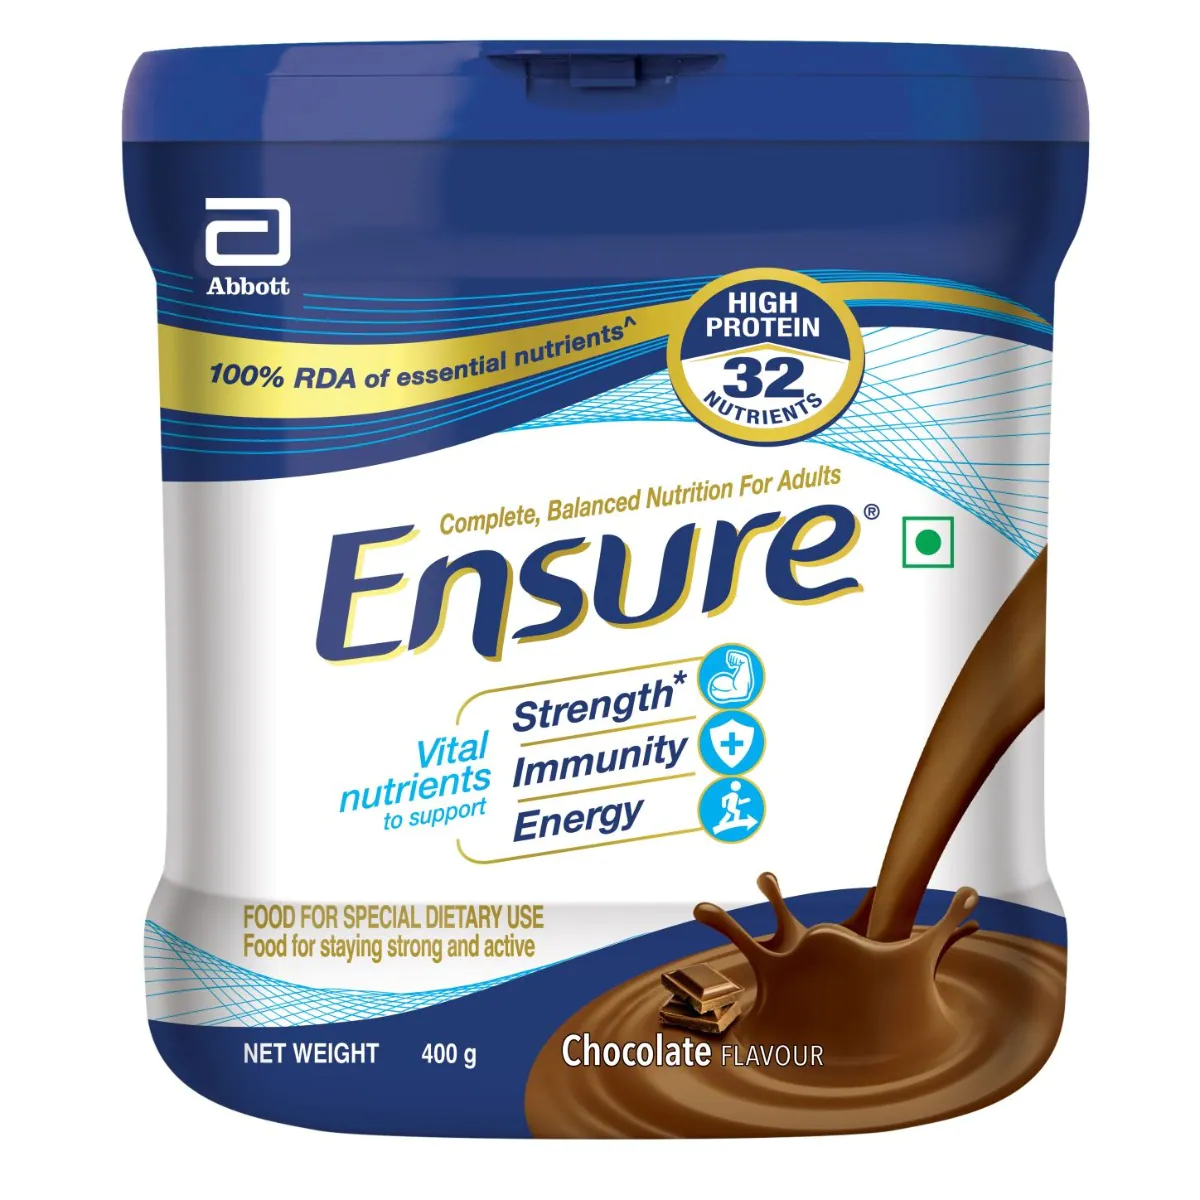 Abbott
100% RDA of essential nutrients^
HIGH
PROTEIN
32
NUTRIENTS
Complete, Balanced Nutrition For Adults
Ensure®
Vital
nutrients
to support
Strength*
Immunity
Energy
FOOD FOR SPECIAL DIETARY USE
Food for staying strong and active
NET WEIGHT 400 g
Chocolate FLAVOUR